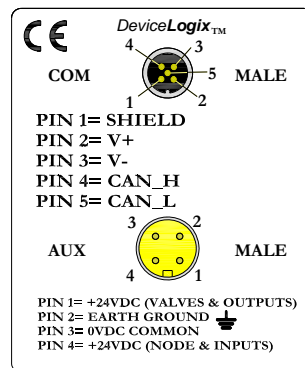 CE DeviceLogix™
4 3
COM 5 MALE
1 2
PIN 1= SHIELD
PIN 2= V+
PIN 3= V-
PIN 4= CAN_H
PIN 5= CAN_L
3 2
AUX MALE
4 1
PIN 1= +24VDC (VALVES & OUTPUTS)
PIN 2= EARTH GROUND
PIN 3= 0VDC COMMON
PIN 4= +24VDC (NODE & INPUTS)